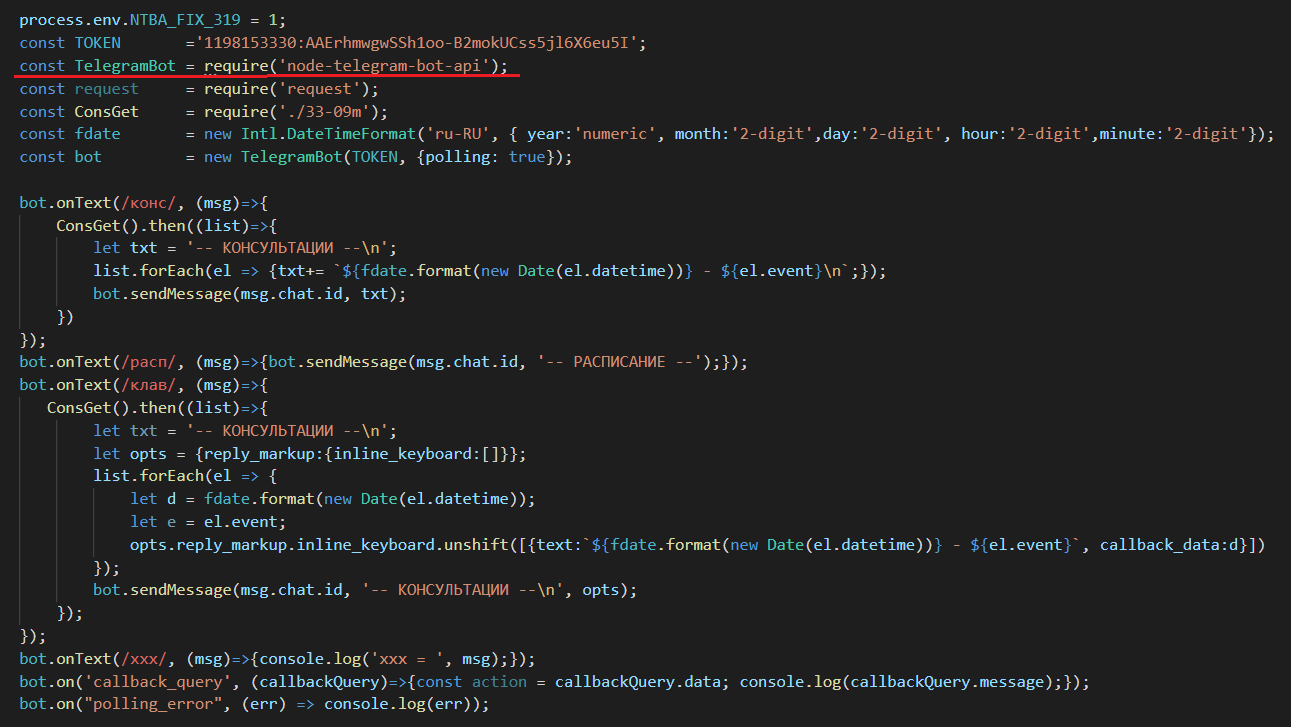 process.env.NTBA_FIX_319 = 1;
const TOKEN       ='1198153330:AAErhmwgwSSh1oo-B2mokUCss5jl6X6eu5I';
const TelegramBot = require('node-telegram-bot-api');
const request     = require('request');
const ConsGet     = require('./33-09m');
const fdate       = new Intl.DateTimeFormat('ru-RU', { year:'numeric', month:'2-digit',day:'2-digit', hour:'2-digit',minute:'2-digit'});
const bot         = new TelegramBot(TOKEN, {polling: true});

bot.onText(/конс/, (msg)=>{
    ConsGet().then((list)=>{
        let txt = '-- КОНСУЛЬТАЦИИ --\n';
        list.forEach(el => {txt+= `${fdate.format(new Date(el.datetime))} - ${el.event}\n`;});
        bot.sendMessage(msg.chat.id, txt);
    })
});
bot.onText(/расп/, (msg)=>{bot.sendMessage(msg.chat.id, '-- РАСПИСАНИЕ --');});
bot.onText(/клав/, (msg)=>{
   ConsGet().then((list)=>{
        let txt = '-- КОНСУЛЬТАЦИИ --\n';
        let opts = {reply_markup:{inline_keyboard:[]}};
        list.forEach(el => {
            let d = fdate.format(new Date(el.datetime));
            let e = el.event;
            opts.reply_markup.inline_keyboard.unshift([{text:`${fdate.format(new Date(el.datetime))} - ${el.event}`, callback_data:d}])
        });
        bot.sendMessage(msg.chat.id, '-- КОНСУЛЬТАЦИИ --\n', opts);
    });
});
bot.onText(/xxx/, (msg)=>{console.log('xxx = ', msg);});
bot.on('callback_query', (callbackQuery)=>{const action = callbackQuery.data; console.log(callbackQuery.message);});
bot.on("polling_error", (err) => console.log(err));